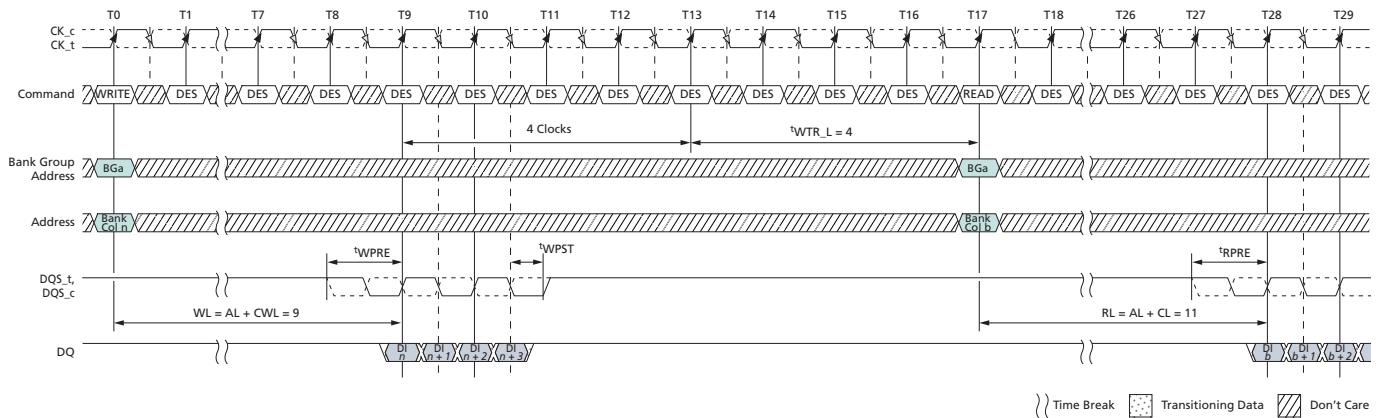 T0 T1 T7 T8 T9 T10 T11 T12 T13 T14 T15 T16 T17 T18 T26 T27 T28 T29
CK_c
CK_t
Command WRITE DES DES DES DES DES DES DES DES DES DES DES READ DES DES DES DES DES
4 Clocks tWTR_L = 4
Bank Group
Address
BGa BGa
Address
Bank
Col n
Bank
Col b
tWPRE tWPST tRPRE
DQS_t,
DQS_c
WL = AL + CWL = 9 RL = AL + CL = 11
DQ
DI
n
DI
n + 1
DI
n + 2
DI
n + 3
DI
b
DI
b + 1
DI
b + 2
Time Break Transitioning Data Don't Care